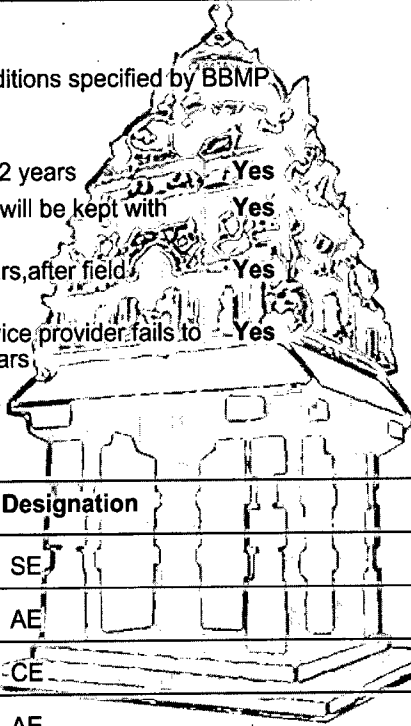 ditions specified by BBMP
2 years Yes
will be kept with Yes
rs,after field Yes
vice provider fails to Yes
ars
Designation
SE
AE
CE
AE